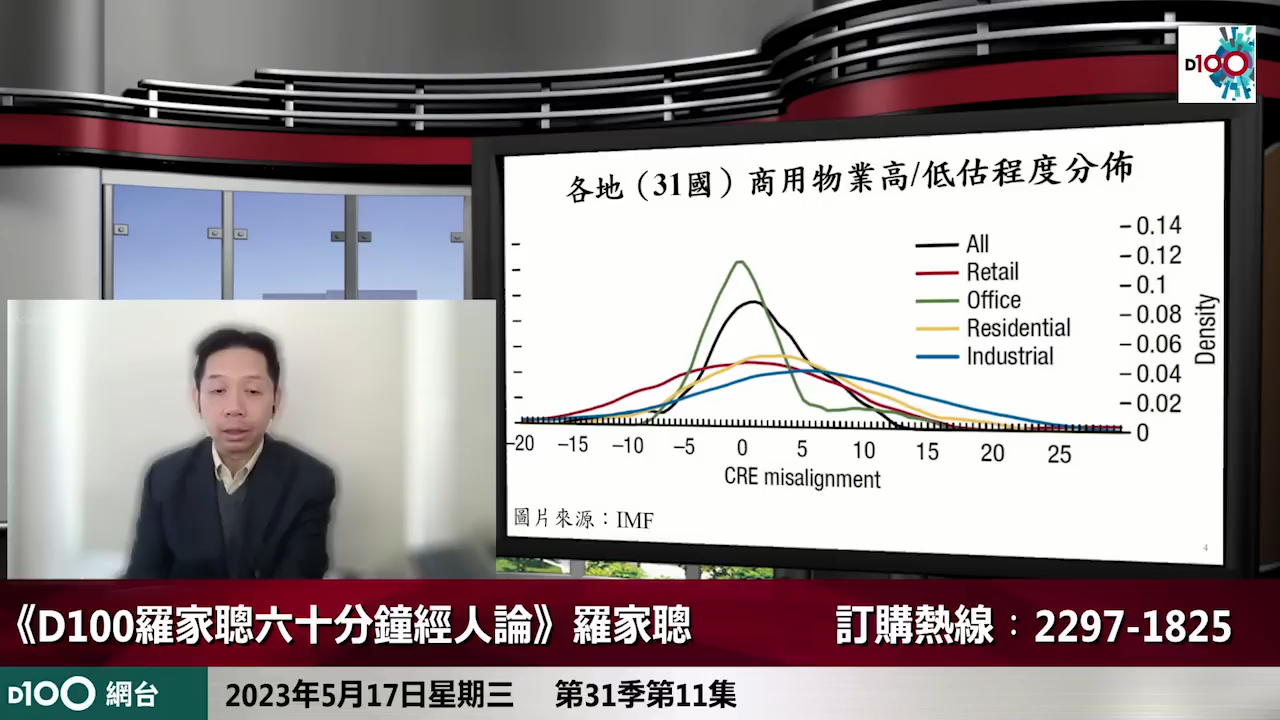 D100
各地（31國）商用物業高/低估程度分佈
All
Retail
Office
Residential
Industrial
0.14
0.12
0.1
0.08
0.06
0.04
0.02
0
Density
-20 -15 -10 -5 0 5 10 15 20 25
CRE misalignment
圖片來源：IMF
4
《D100羅家聰六十分鐘經人論》羅家聰 訂購熱線：2297-1825
D100 網台 2023年5月17日星期三 第31季第11集